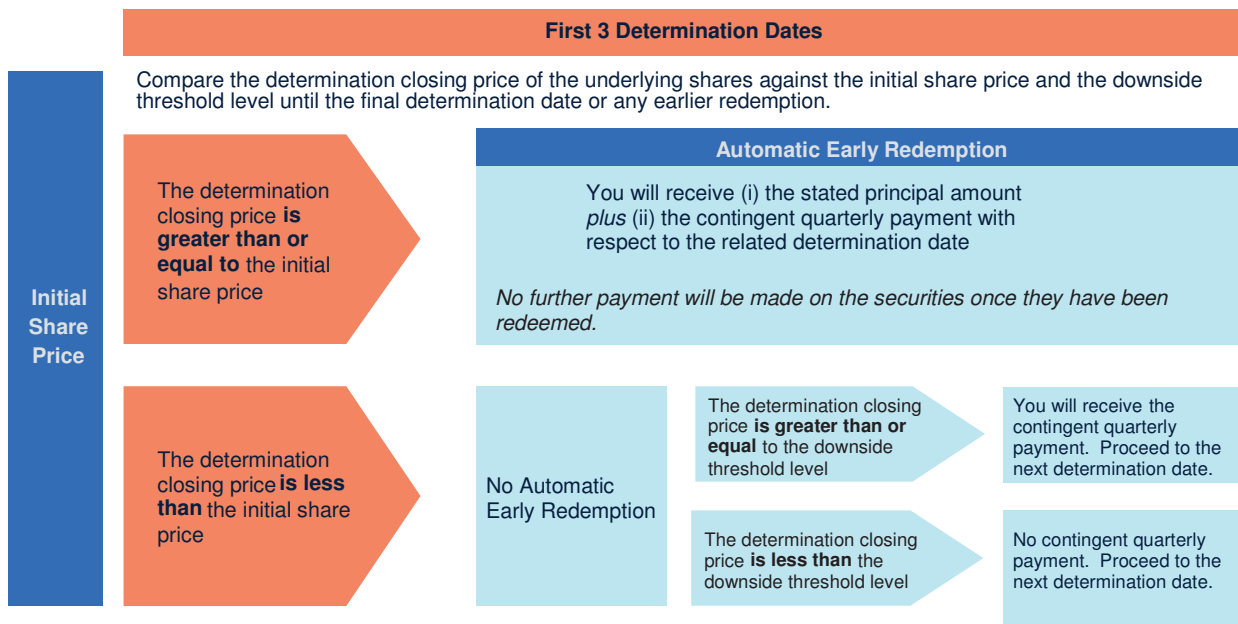 First 3 Determination Dates
Compare the determination closing price of the underlying shares against the initial share price and the downside
threshold level until the final determination date or any earlier redemption.
Initial
Share
Price
The determination
closing price is
greater than or
equal to the initial
share price
Automatic Early Redemption
You will receive (i) the stated principal amount
plus (ii) the contingent quarterly payment with
respect to the related determination date
No further payment will be made on the securities once they have been
redeemed.
The determination
closing price is less
than the initial share
price
No Automatic
Early Redemption
The determination closing
price is greater than or
equal to the downside
threshold level
You will receive the
contingent quarterly
payment. Proceed to the
next determination date.
The determination closing
price is less than the
downside threshold level
No contingent quarterly
payment. Proceed to the
next determination date.